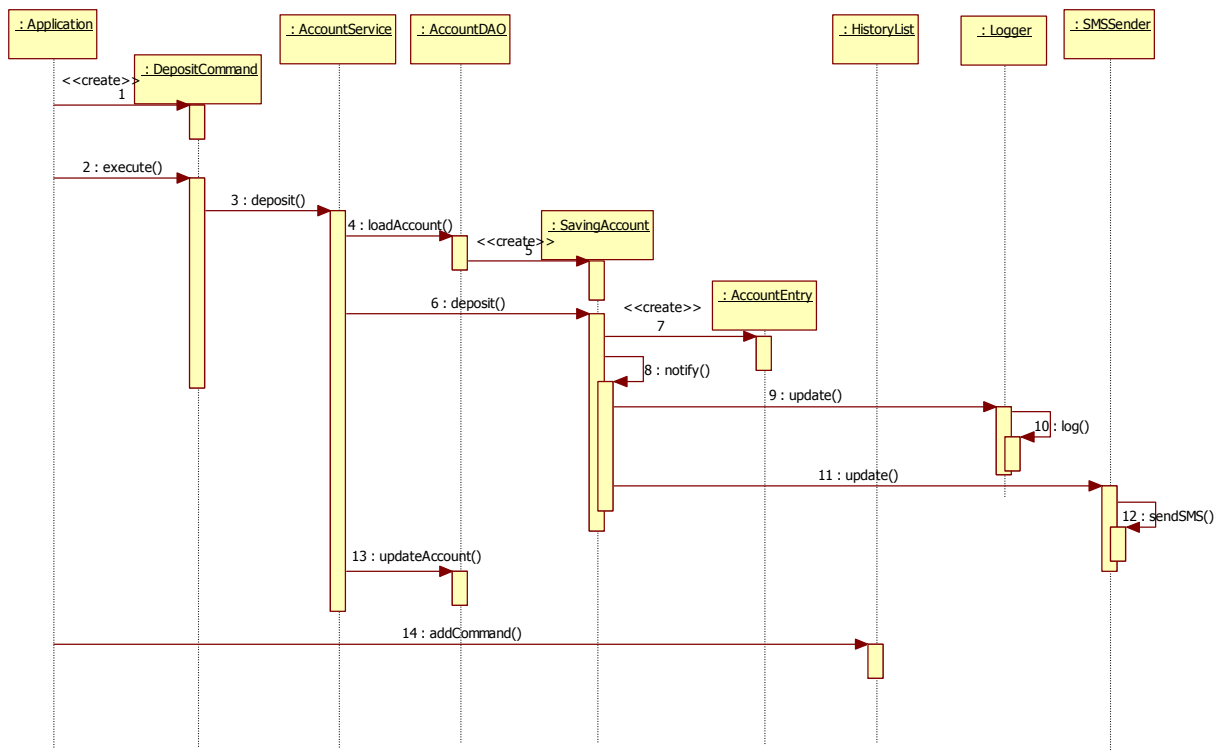 : Application
: AccountService
: AccountDAO
: HistoryList
: Logger
: SMSSender
: DepositCommand
<<create>>
1
2 : execute()
3 : deposit()
4 : loadAccount()
: SavingAccount
<<create>>
5
6 : deposit()
: AccountEntry
<<create>>
7
8 : notify()
9 : update()
10 : log()
11 : update()
12 : sendSMS()
13 : updateAccount()
14 : addCommand()